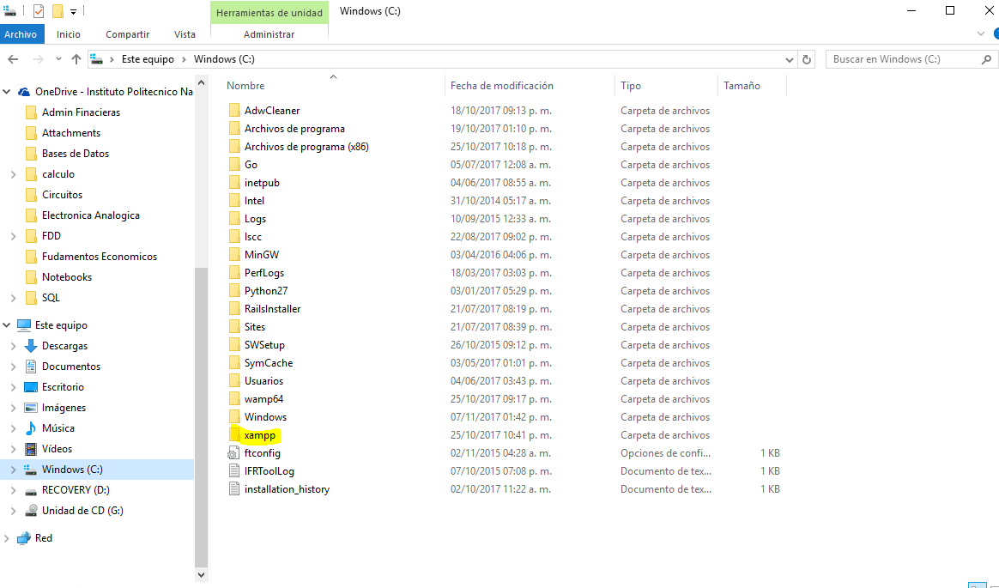 Herramientas de unidad
Windows (C:)
Archivo
Inicio
Compartir
Vista
Administrar
Este equipo
Windows (C:)
Buscar en Windows (C:)
OneDrive - Instituto Politecnico Na
Admin Finacieras
Attachments
Bases de Datos
calculo
Circuitos
Electronica Analogica
FDD
Fudamentos Economicos
Notebooks
SQL
Este equipo
Descargas
Documentos
Escritorio
Imágenes
Música
Vídeos
Windows (C:)
RECOVERY (D:)
Unidad de CD (G:)
Red
Nombre Fecha de modificación Tipo Tamaño
AdwCleaner 18/10/2017 09:13 p. m. Carpeta de archivos
Archivos de programa 19/10/2017 01:10 p. m. Carpeta de archivos
Archivos de programa (x86) 25/10/2017 10:18 p. m. Carpeta de archivos
Go 05/07/2017 12:08 a. m. Carpeta de archivos
inetpub 04/06/2017 08:55 a. m. Carpeta de archivos
Intel 31/10/2014 05:17 a. m. Carpeta de archivos
Logs 10/09/2015 12:33 a. m. Carpeta de archivos
lscc 22/08/2017 09:02 p. m. Carpeta de archivos
MinGW 03/04/2016 04:06 p. m. Carpeta de archivos
PerfLogs 18/03/2017 03:03 p. m. Carpeta de archivos
Python27 03/01/2017 05:29 p. m. Carpeta de archivos
RailsInstaller 21/07/2017 08:19 p. m. Carpeta de archivos
Sites 21/07/2017 08:39 p. m. Carpeta de archivos
SWSetup 26/10/2015 09:12 p. m. Carpeta de archivos
SymCache 03/05/2017 01:01 p. m. Carpeta de archivos
Usuarios 04/06/2017 03:43 p. m. Carpeta de archivos
wamp64 25/10/2017 09:17 p. m. Carpeta de archivos
Windows 07/11/2017 01:42 p. m. Carpeta de archivos
xampp 25/10/2017 10:41 p. m. Carpeta de archivos
ftconfig 02/11/2015 04:28 a. m. Opciones de confi... 1 KB
IFRToolLog 07/10/2015 07:08 p. m. Documento de tex... 1 KB
installation_history 02/10/2017 11:22 a. m. Documento de tex... 1 KB